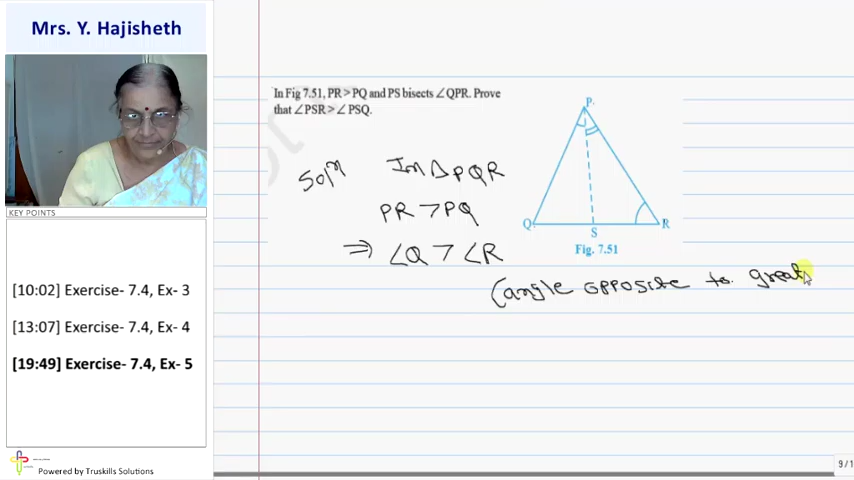 Mrs. Y. Hajisheth
KEY POINTS
[10:02] Exercise- 7.4, Ex- 3
[13:07] Exercise- 7.4, Ex- 4
[19:49] Exercise- 7.4, Ex- 5
Powered by Truskills Solutions
In Fig 7.51, PR > PQ and PS bisects ∠QPR. Prove
that ∠PSR > ∠PSQ.
P
Q
S
R
Fig. 7.51
Solⁿ In △PQR
PR > PQ
⇒ ∠Q > ∠R
(angle opposite to great
9/1